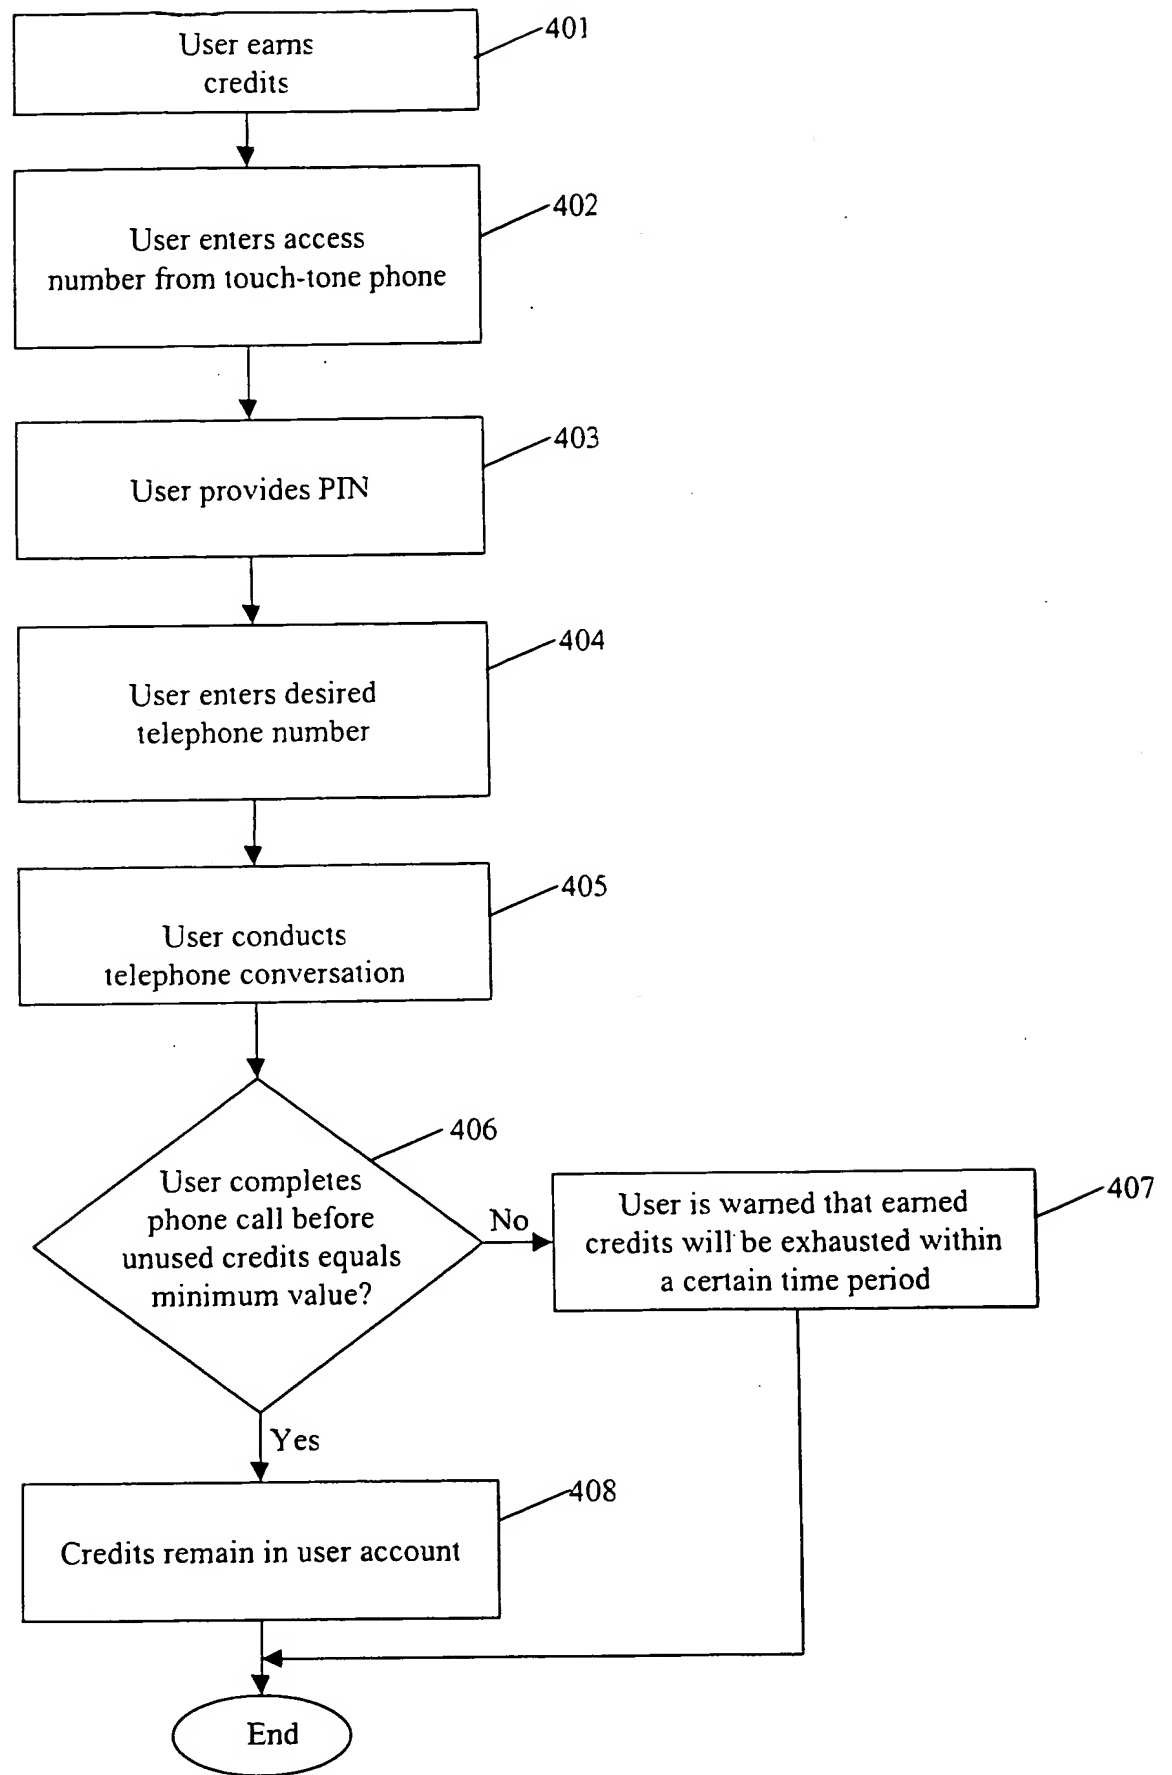 User earns
credits
401
User enters access
number from touch-tone phone
402
User provides PIN
403
User enters desired
telephone number
404
User conducts
telephone conversation
405
User completes
phone call before
unused credits equals
minimum value?
406
No
User is warned that earned
credits will be exhausted within
a certain time period
407
Yes
Credits remain in user account
408
End